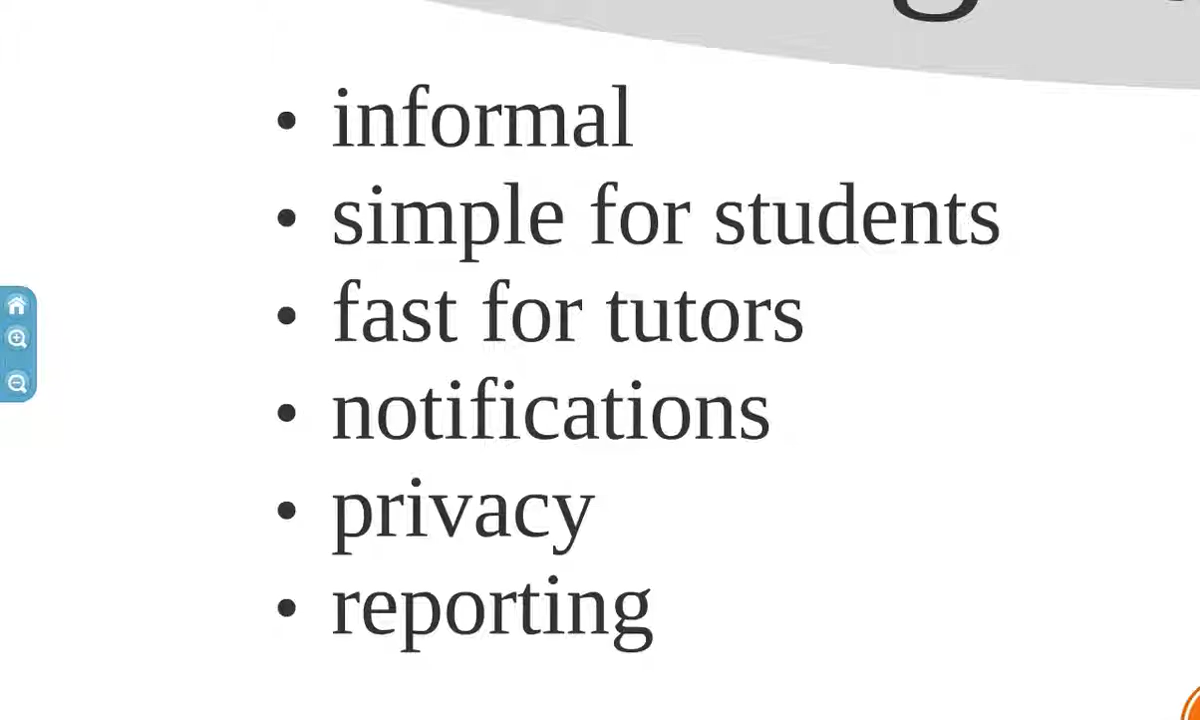 • informal
• simple for students
• fast for tutors
• notifications
• privacy
• reporting